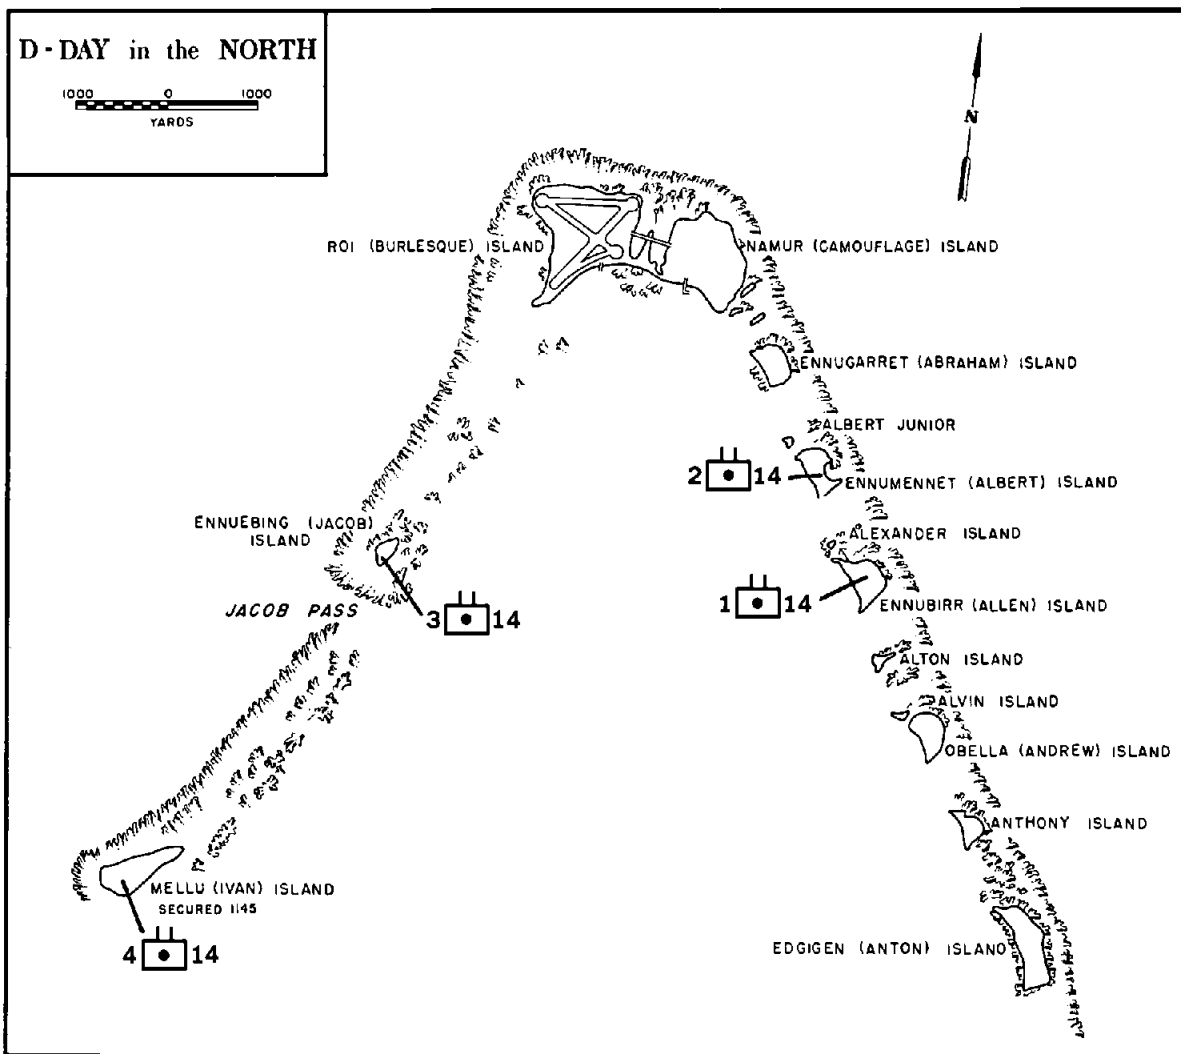 D-DAY in the NORTH
1000 0 1000
YARDS
N
ROI (BURLESQUE) ISLAND
NAMUR (CAMOUFLAGE) ISLAND
ENNUGARRET (ABRAHAM) ISLAND
ALBERT JUNIOR
2 14
ENNUMENNET (ALBERT) ISLAND
ENNUEBING (JACOB)
ISLAND
ALEXANDER ISLAND
1 14
ENNUBIRR (ALLEN) ISLAND
JACOB PASS
3 14
ALTON ISLAND
ALVIN ISLAND
OBELLA (ANDREW) ISLAND
ANTHONY ISLAND
MELLU (IVAN) ISLAND
SECURED 1145
4 14
EDGIGEN (ANTON) ISLAND